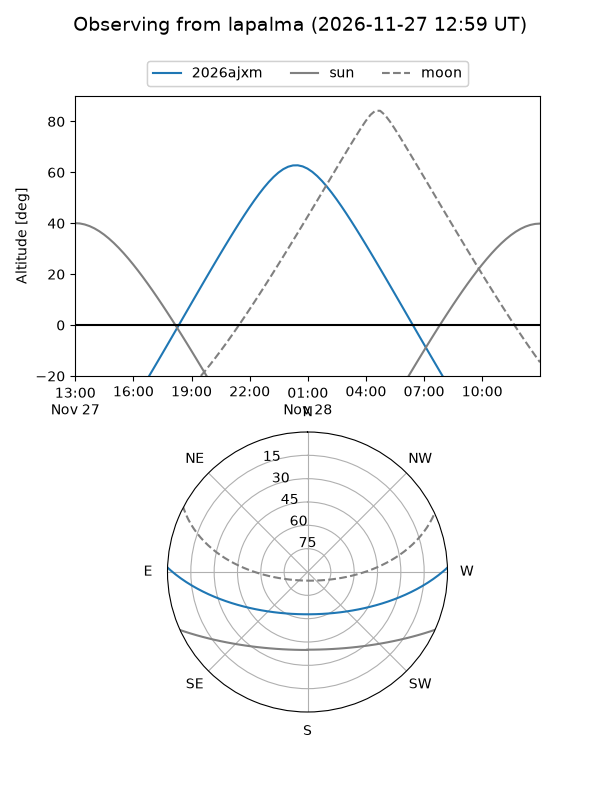 Observing from lapalma (2026-11-27 12:59 UT)
2026ajxm sun moon
Altitude [deg]
80
60
40
20
0
−20
13:00 16:00 19:00 22:00 01:00 04:00 07:00 10:00
Nov 27 Nov 28
N
NE NW
15
30
45
60
75
E W
SE SW
S